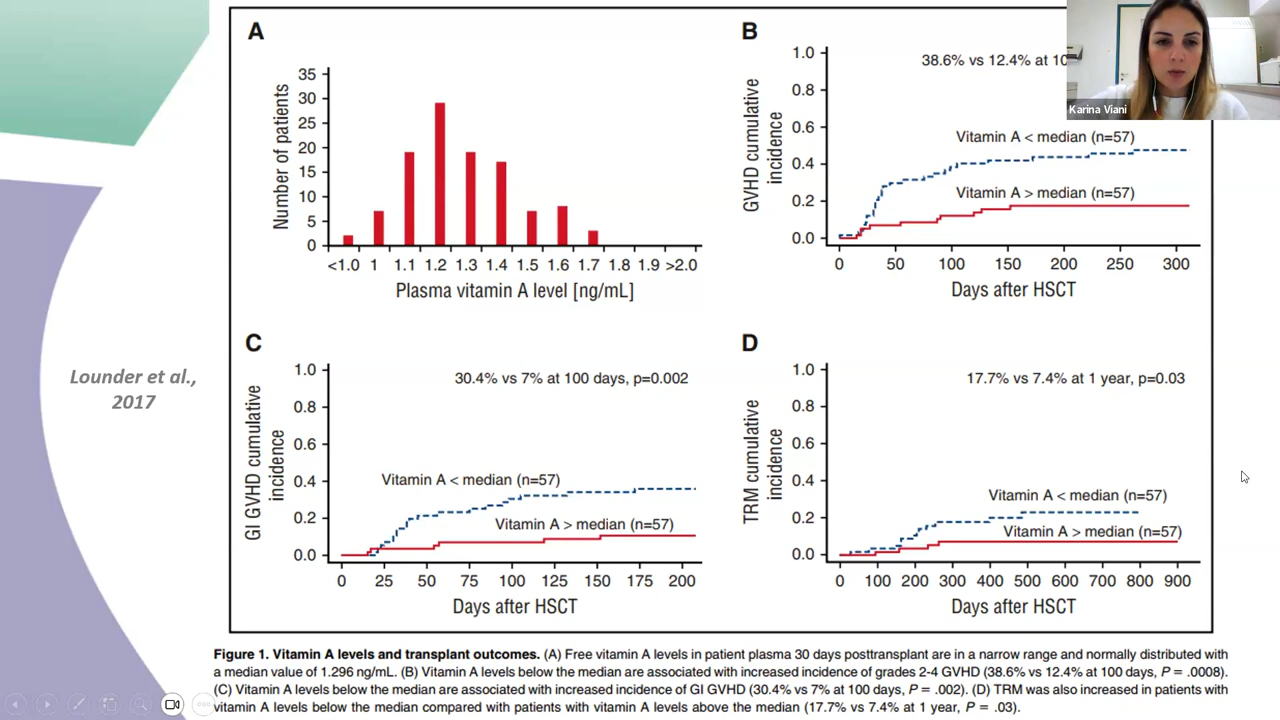 Lounder et al.,
2017
A
35
30
25
20
15
10
5
0
Number of patients
<1.0 1 1.1 1.2 1.3 1.4 1.5 1.6 1.7 1.8 1.9 >2.0
Plasma vitamin A level [ng/mL]
B
1.0
0.8
0.6
0.4
0.2
0.0
GVHD cumulative
incidence
38.6% vs 12.4% at 10
Vitamin A < median (n=57)
Vitamin A > median (n=57)
0 50 100 150 200 250 300
Days after HSCT
Karina Viani
C
1.0
0.8
0.6
0.4
0.2
0.0
GI GVHD cumulative
incidence
30.4% vs 7% at 100 days, p=0.002
Vitamin A < median (n=57)
Vitamin A > median (n=57)
0 25 50 75 100 125 150 175 200
Days after HSCT
D
1.0
0.8
0.6
0.4
0.2
0.0
TRM cumulative
incidence
17.7% vs 7.4% at 1 year, p=0.03
Vitamin A < median (n=57)
Vitamin A > median (n=57)
0 100 200 300 400 500 600 700 800 900
Days after HSCT
Figure 1. Vitamin A levels and transplant outcomes. (A) Free vitamin A levels in patient plasma 30 days posttransplant are in a narrow range and normally distributed with
a median value of 1.296 ng/mL. (B) Vitamin A levels below the median are associated with increased incidence of grades 2-4 GVHD (38.6% vs 12.4% at 100 days, P = .0008).
(C) Vitamin A levels below the median are associated with increased incidence of GI GVHD (30.4% vs 7% at 100 days, P = .002). (D) TRM was also increased in patients with
vitamin A levels below the median compared with patients with vitamin A levels above the median (17.7% vs 7.4% at 1 year, P = .03).